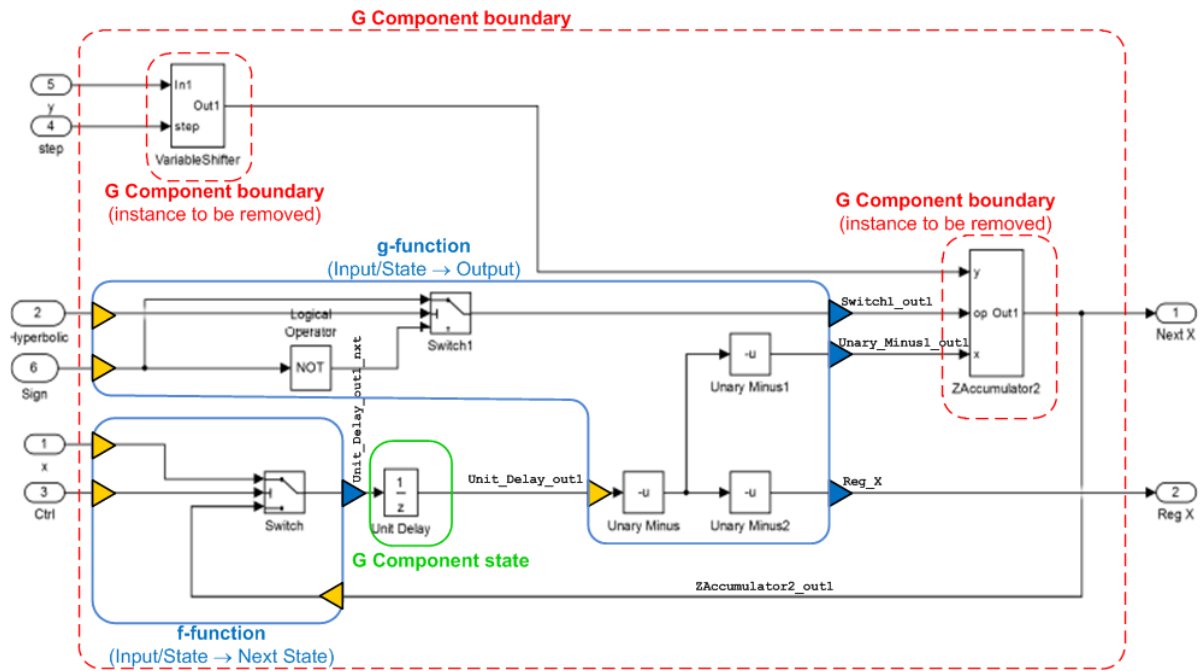 G Component boundary
5
y
4
step
In1
Out1
step
VariableShifter
G Component boundary
(instance to be removed)
G Component boundary
(instance to be removed)
g-function
(Input/State → Output)
2
Hyperbolic
6
Sign
Logical
Operator
NOT
Switch1
Switch1_out1
Unary_Minus1_out1
y
op
Out1
x
ZAccumulator2
1
Next X
-u
Unary Minus1
Unit_Delay_out1_nxt
1
x
3
Ctrl
Switch
1
z
Unit Delay
G Component state
Unit_Delay_out1
-u
Unary Minus
-u
Unary Minus2
Reg_X
2
Reg X
ZAccumulator2_out1
f-function
(Input/State → Next State)